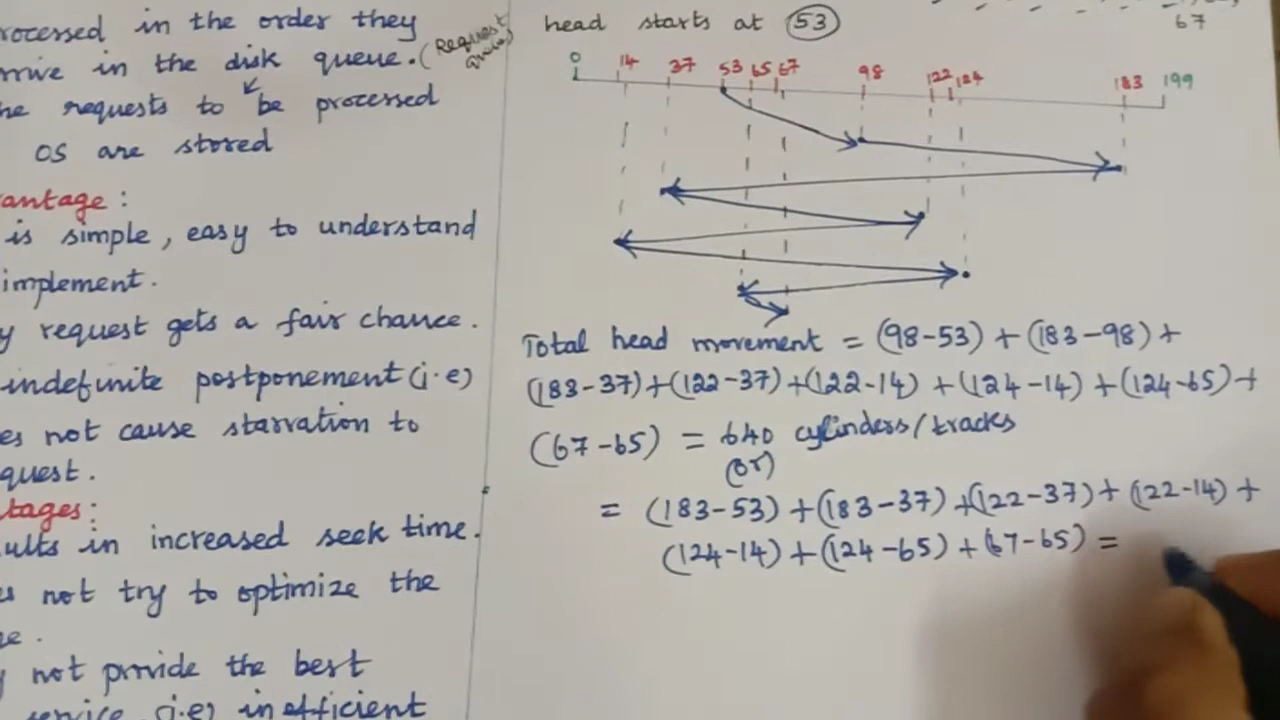 rocessed in the order they
rrive in the disk queue. (Request
he requests to be processed
OS are stored
antage:
is simple, easy to understand
implement.
y request gets a fair chance.
indefinite postponement (i.e)
es not cause starvation to
quest.
tages:
ults in increased seek time.
es not try to optimize the
me.
y not provide the best
service (i.e) inefficient
67
head starts at 53
0 14 37 53 65 67 98 122 124 183 199
Total head movement = (98-53) + (183-98) +
(183-37) + (122-37) + (122-14) + (124-14) + (124-65) +
(67-65) = 640 cylinders/tracks
(or)
= (183-53) + (183-37) + (122-37) + (122-14) +
(124-14) + (124-65) + (67-65) =